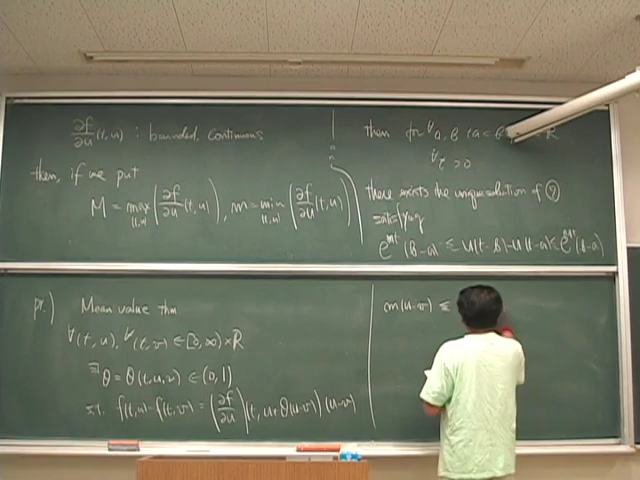 ∂f/∂u (t,u) : bounded, continuous
then, if we put
M = max_(t,u) (∂f/∂u (t,u)), m = min_(t,u) (∂f/∂u (t,u))
then for ∀a, b (a < b
R
∀t > 0
there exists the unique solution of
satisfying
e^{mt} (b-a) ≤ u(t-b) - u(t-a) ≤ e^{Mt} (b-a)
pr.) Mean value thm
∀(t,u), ∀(t,v) ∈ [0,∞) × R
∃θ = θ(t,u,v) ∈ (0,1)
s.t. f(t,u) - f(t,v) = (∂f/∂u)(t, u+θ(u-v)) (u-v)
m(u-v) ≤